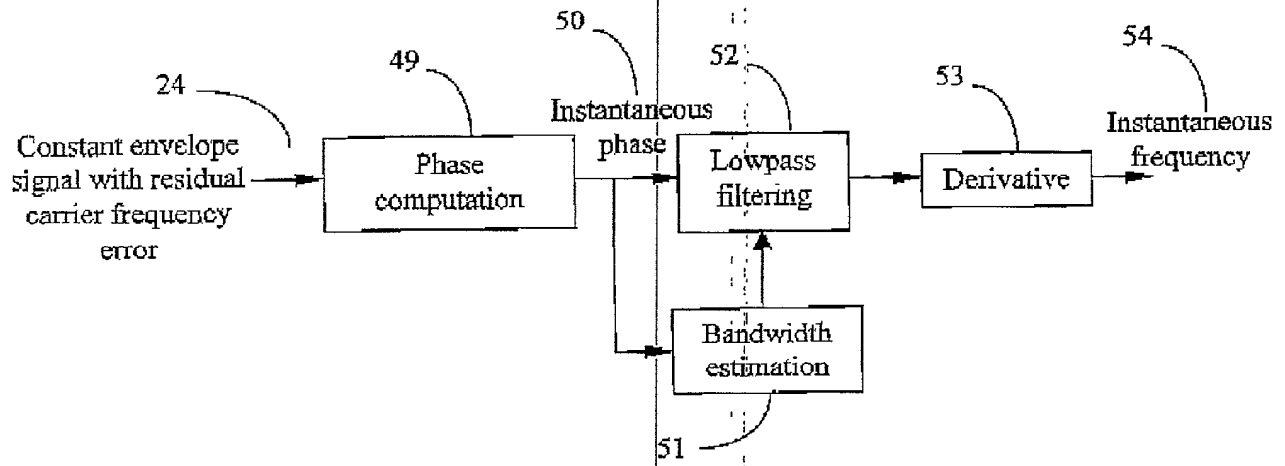 50
54
49
52
53
24
Instantaneous
phase
Instantaneous
frequency
Constant envelope
signal with residual
carrier frequency
error
Phase
computation
Lowpass
filtering
Derivative
Bandwidth
estimation
51